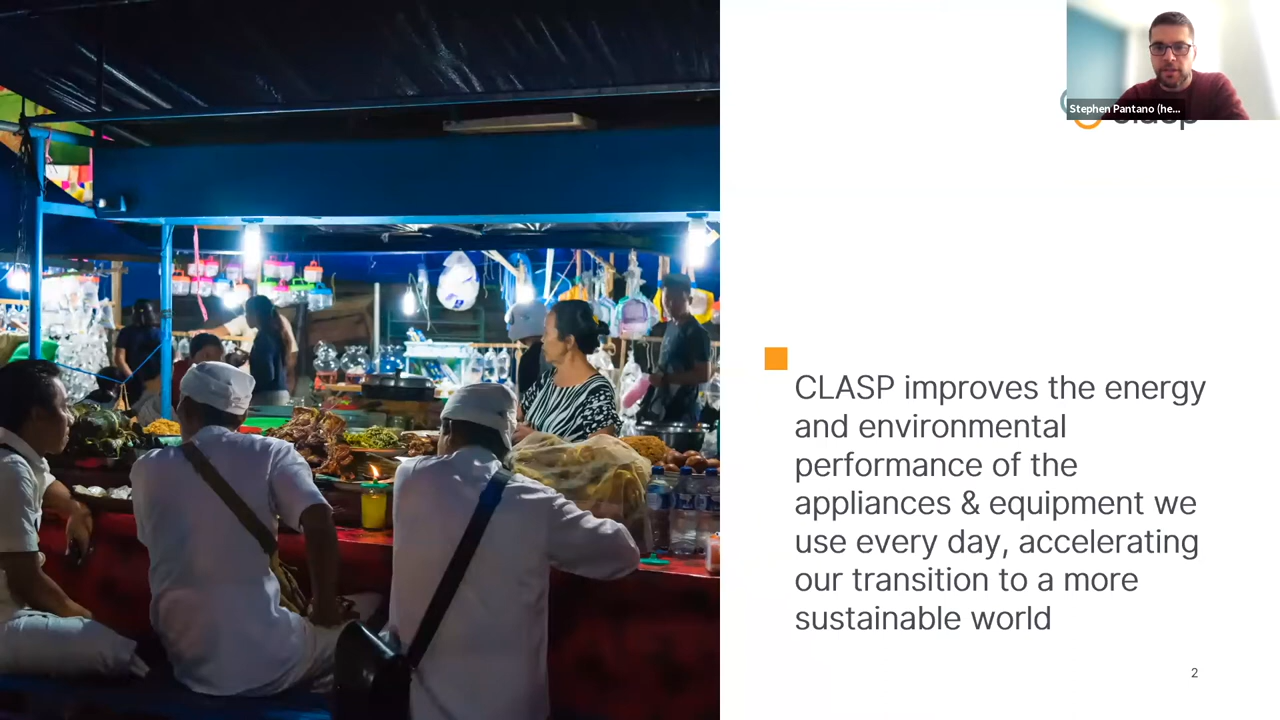 Stephen Pantano (he...
clasp
CLASP improves the energy
and environmental
performance of the
appliances & equipment we
use every day, accelerating
our transition to a more
sustainable world
2